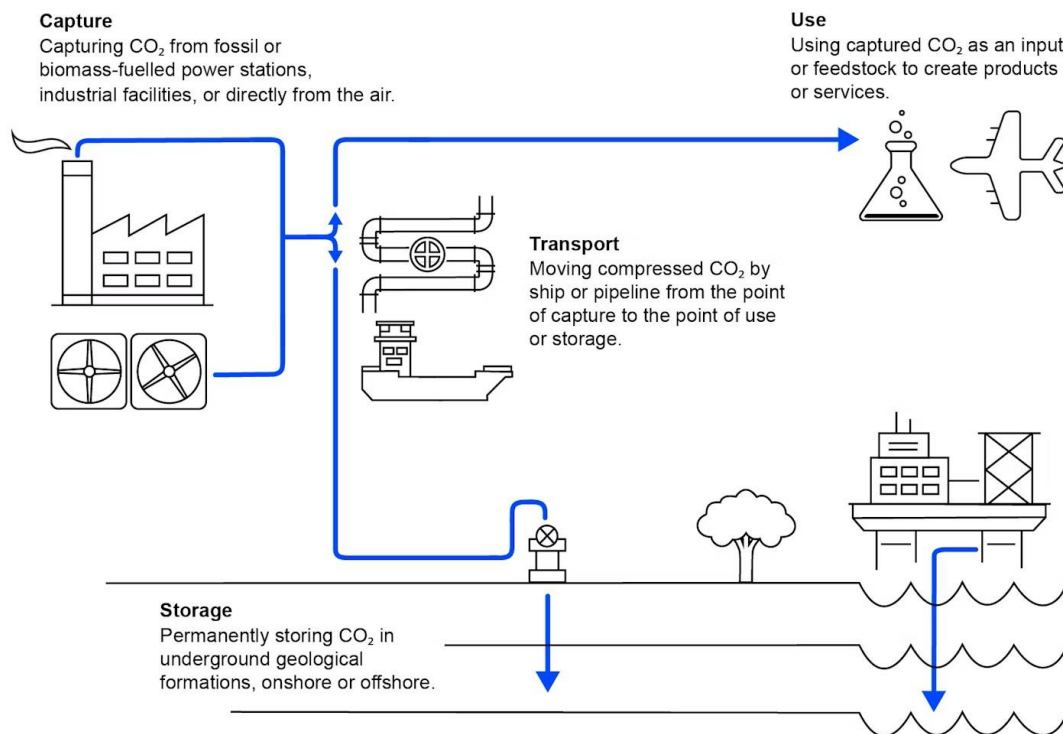 Capture
Capturing CO₂ from fossil or
biomass-fuelled power stations,
industrial facilities, or directly from the air.
Use
Using captured CO₂ as an input
or feedstock to create products
or services.
Transport
Moving compressed CO₂ by
ship or pipeline from the point
of capture to the point of use
or storage.
Storage
Permanently storing CO₂ in
underground geological
formations, onshore or offshore.